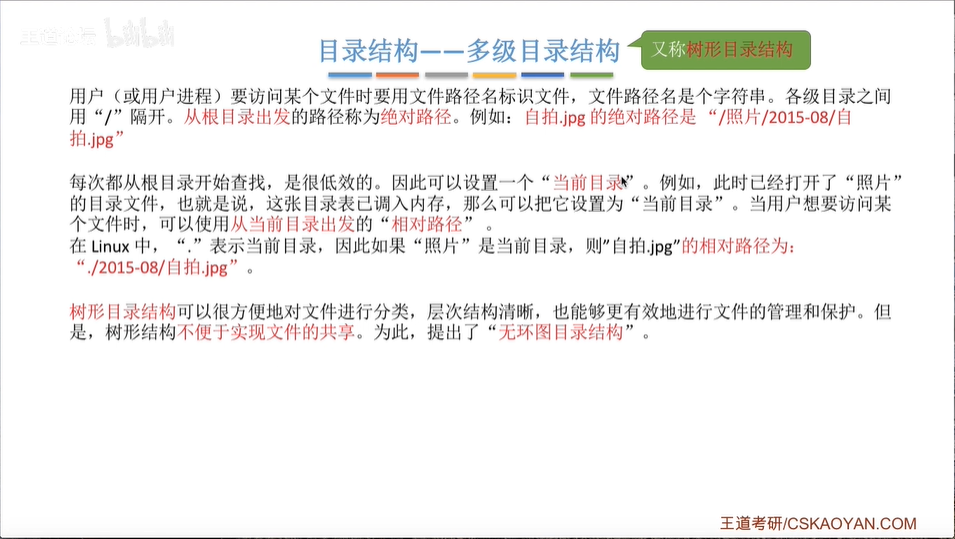 目录结构——多级目录结构
又称树形目录结构
用户（或用户进程）要访问某个文件时要用文件路径名标识文件，文件路径名是个字符串。各级目录之间
用“/”隔开。从根目录出发的路径称为绝对路径。例如：自拍.jpg 的绝对路径是 “/照片/2015-08/自
拍.jpg”
每次都从根目录开始查找，是很低效的。因此可以设置一个“当前目录”。例如，此时已经打开了“照片”
的目录文件，也就是说，这张目录表已调入内存，那么可以把它设置为“当前目录”。当用户想要访问某
个文件时，可以使用从当前目录出发的“相对路径” 。
在 Linux 中，“.”表示当前目录，因此如果“照片”是当前目录，则”自拍.jpg”的相对路径为：
“./2015-08/自拍.jpg”。
树形目录结构可以很方便地对文件进行分类，层次结构清晰，也能够更有效地进行文件的管理和保护。但
是，树形结构不便于实现文件的共享。为此，提出了“无环图目录结构”。
王道考研/CSKAOYAN.COM